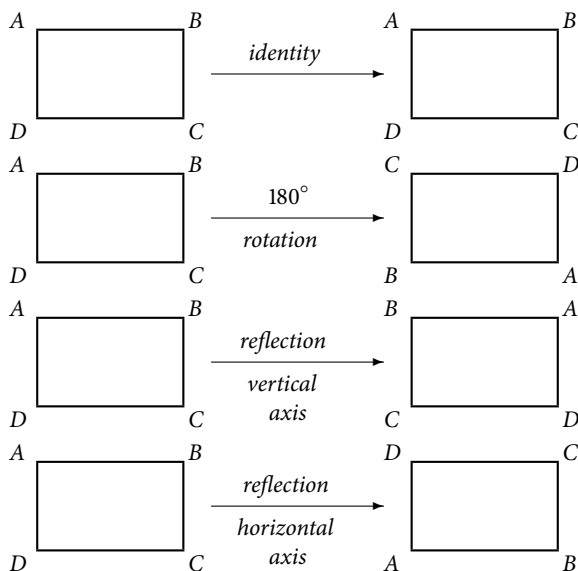 A B A B
identity
D C D C
A B C D
180°
rotation
D C B A
A B B A
reflection
vertical
axis
D C C D
A B D C
reflection
horizontal
axis
D C A B